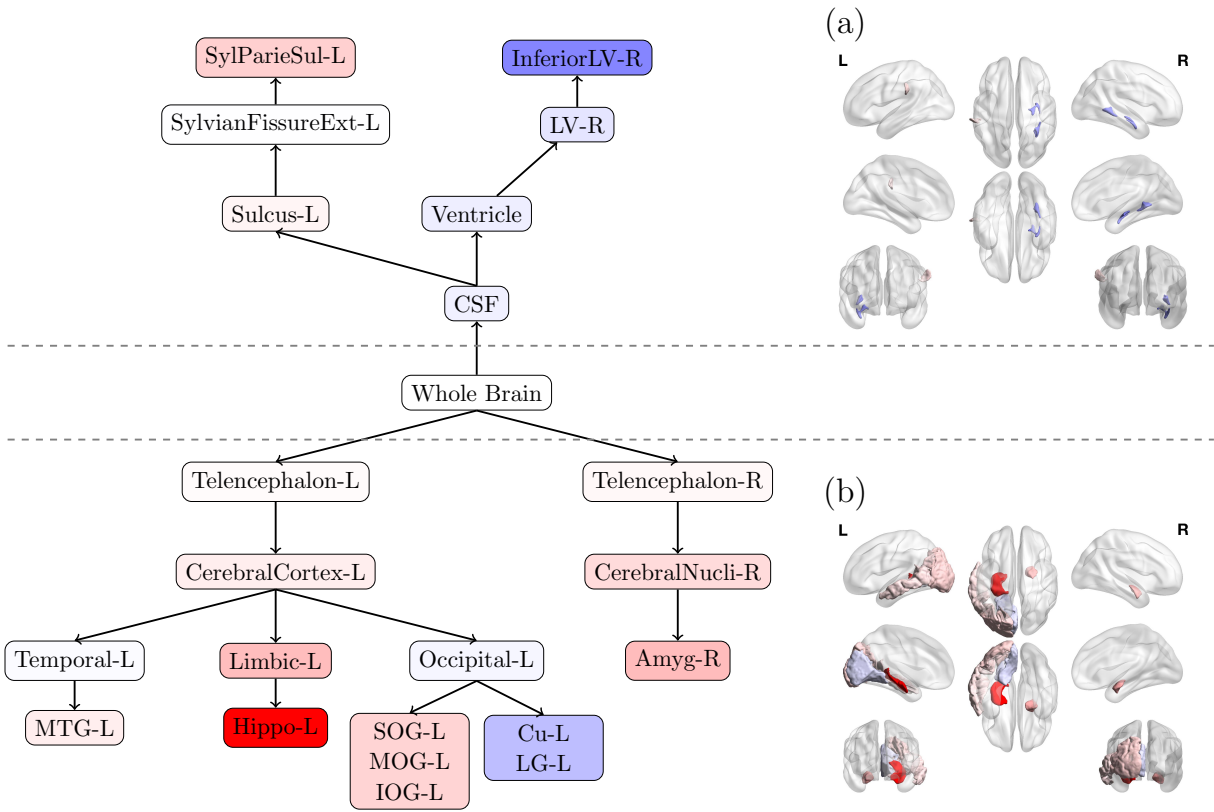 (a)
SylParieSul-L
InferiorLV-R
L
R
SylvianFissureExt-L
LV-R
Sulcus-L
Ventricle
CSF
Whole Brain
Telencephalon-L
Telencephalon-R
(b)
L
R
CerebralCortex-L
CerebralNucli-R
Temporal-L
Limbic-L
Occipital-L
Amyg-R
MTG-L
Hippo-L
SOG-L
MOG-L
IOG-L
Cu-L
LG-L